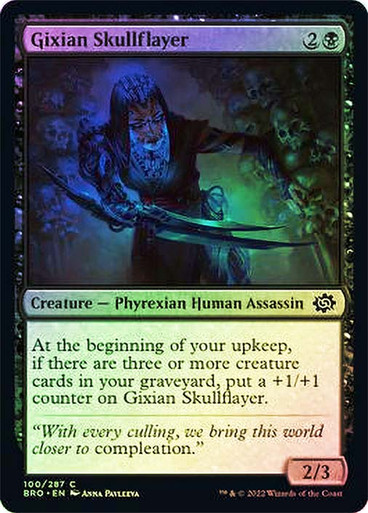 Gixian Skullflayer 2
Creature — Phyrexian Human Assassin
At the beginning of your upkeep,
if there are three or more creature
cards in your graveyard, put a +1/+1
counter on Gixian Skullflayer.
“With every culling, we bring this world
closer to compleation.”
2/3
100/287 C
BRO • EN Anna Pavleeva
™ & © 2022 Wizards of the Coast